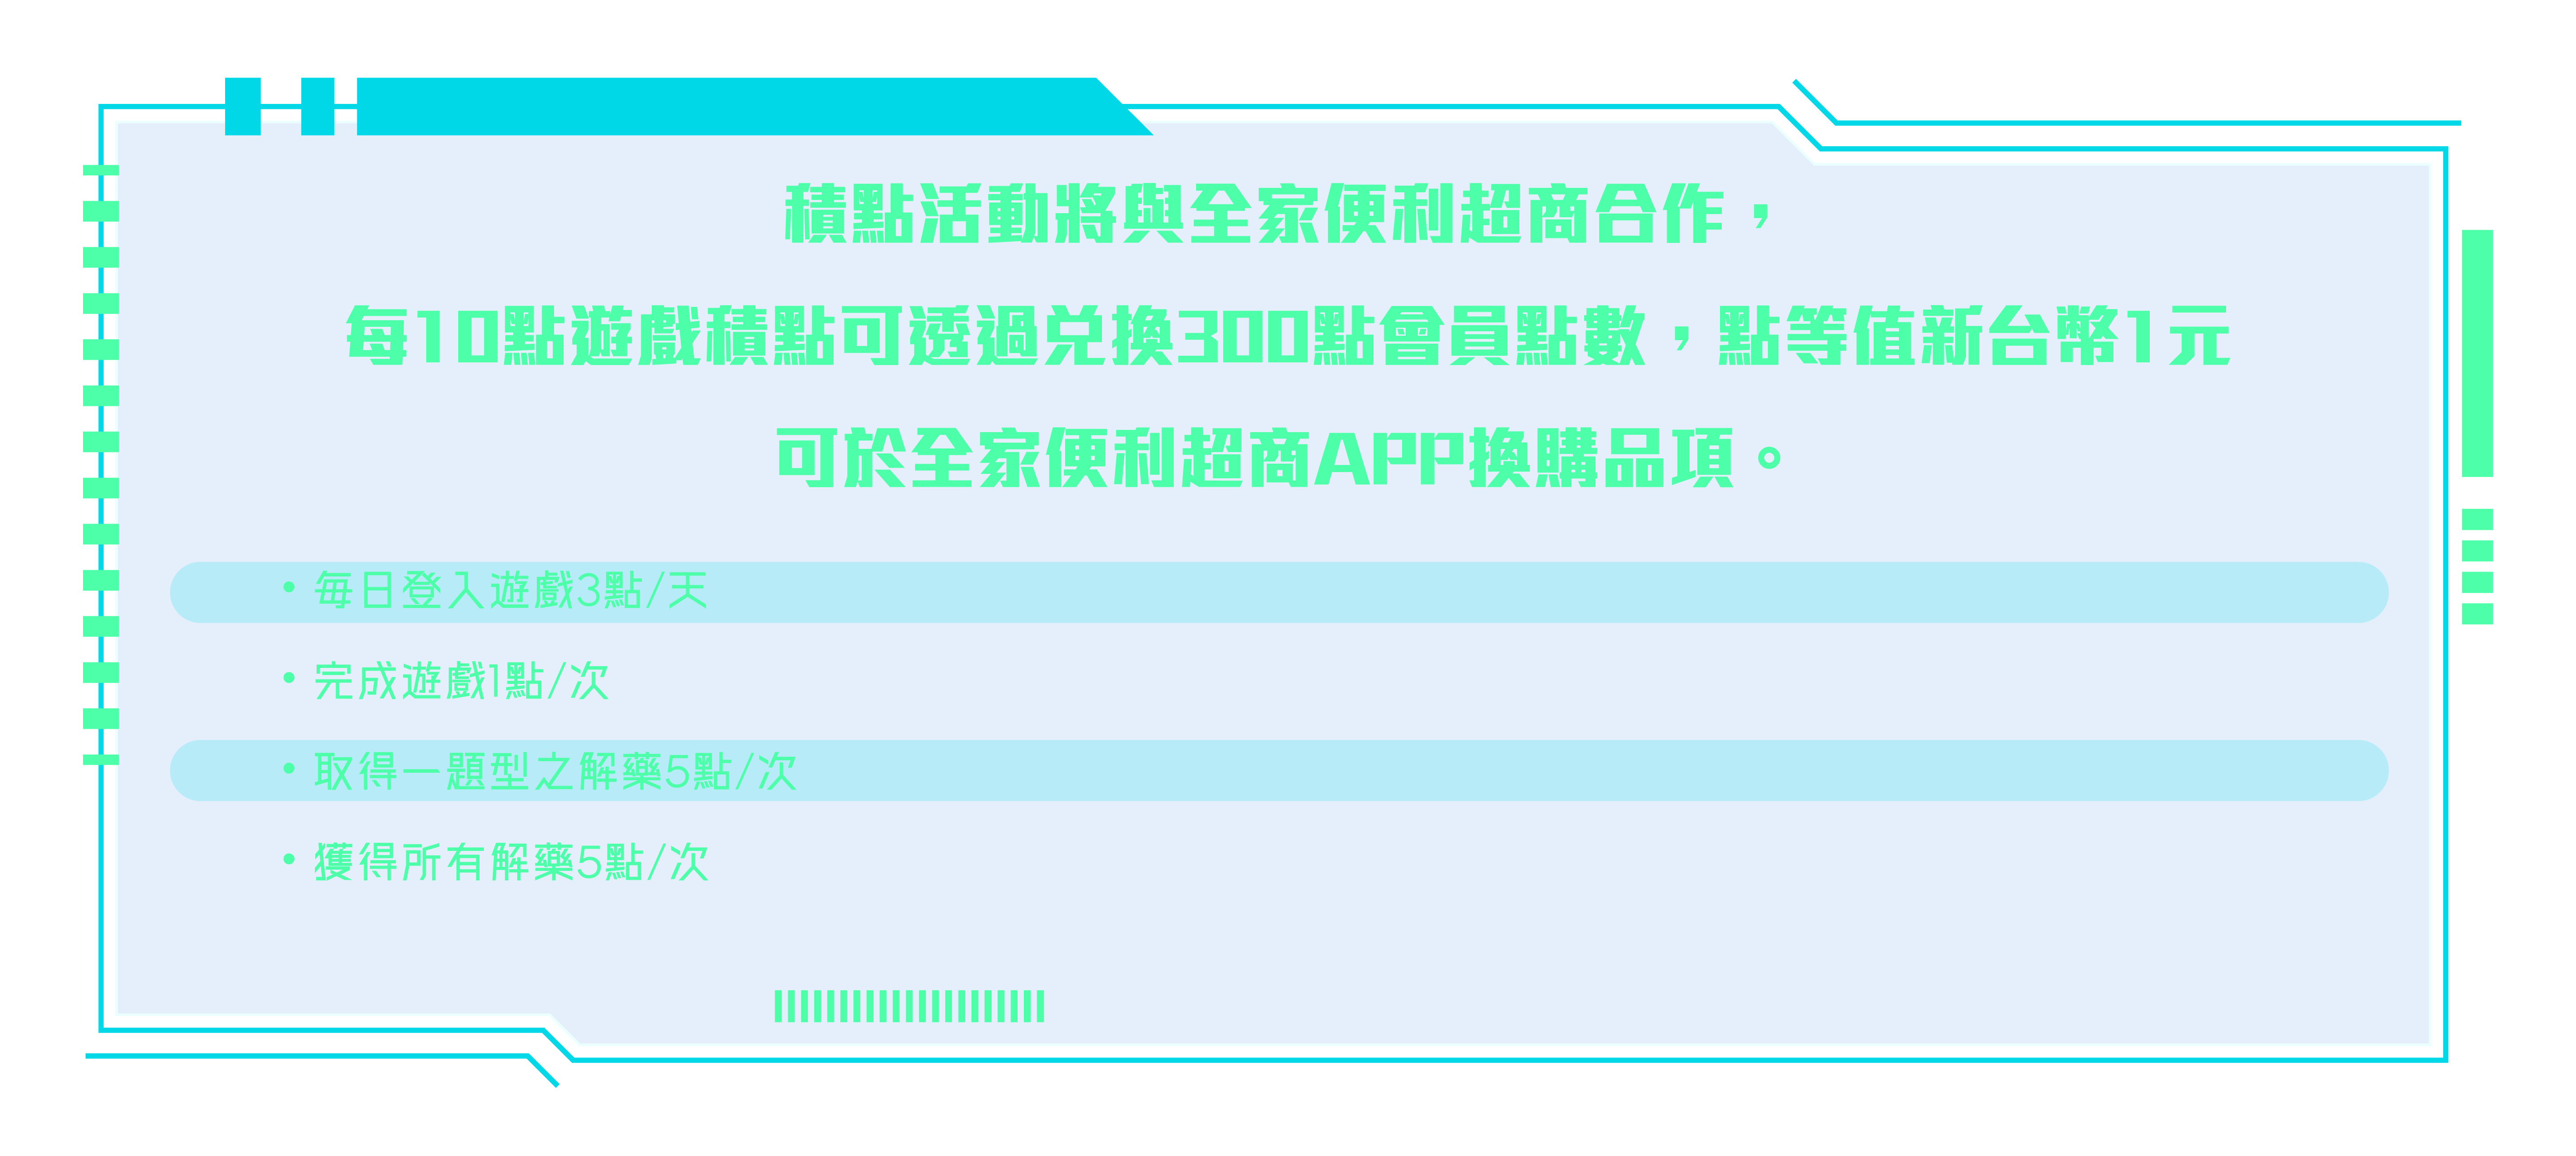 積點活動將與全家便利超商合作，
每10點遊戲積點可透過兌換300點會員點數，點等值新台幣1元
可於全家便利超商APP換購品項。
• 每日登入遊戲3點/天
• 完成遊戲1點/次
• 取得一題型之解藥5點/次
• 獲得所有解藥5點/次